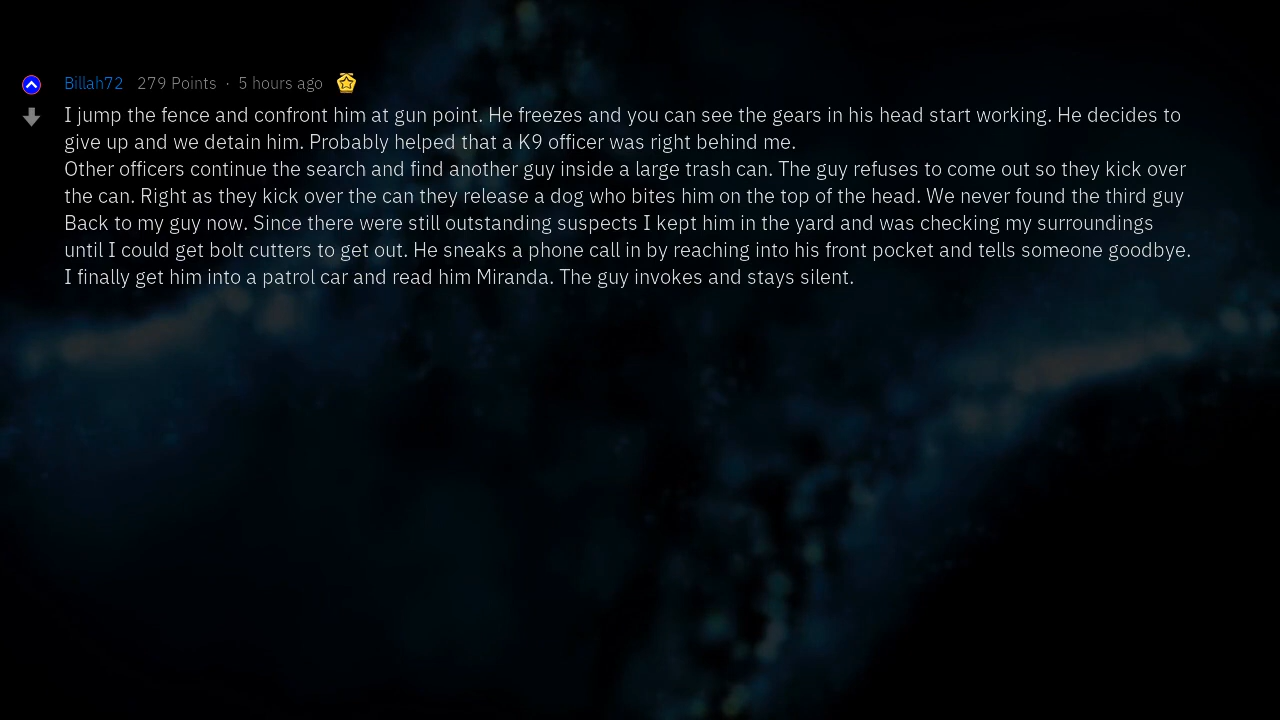 Billah72 279 Points · 5 hours ago
I jump the fence and confront him at gun point. He freezes and you can see the gears in his head start working. He decides to
give up and we detain him. Probably helped that a K9 officer was right behind me.
Other officers continue the search and find another guy inside a large trash can. The guy refuses to come out so they kick over
the can. Right as they kick over the can they release a dog who bites him on the top of the head. We never found the third guy
Back to my guy now. Since there were still outstanding suspects I kept him in the yard and was checking my surroundings
until I could get bolt cutters to get out. He sneaks a phone call in by reaching into his front pocket and tells someone goodbye.
I finally get him into a patrol car and read him Miranda. The guy invokes and stays silent.